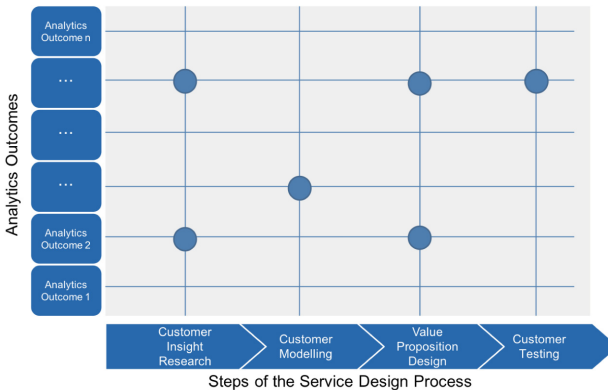 Analytics Outcomes
Analytics
Outcome n
...
...
...
Analytics
Outcome 2
Analytics
Outcome 1
Customer
Insight
Research
Customer
Modelling
Value
Proposition
Design
Customer
Testing
Steps of the Service Design Process